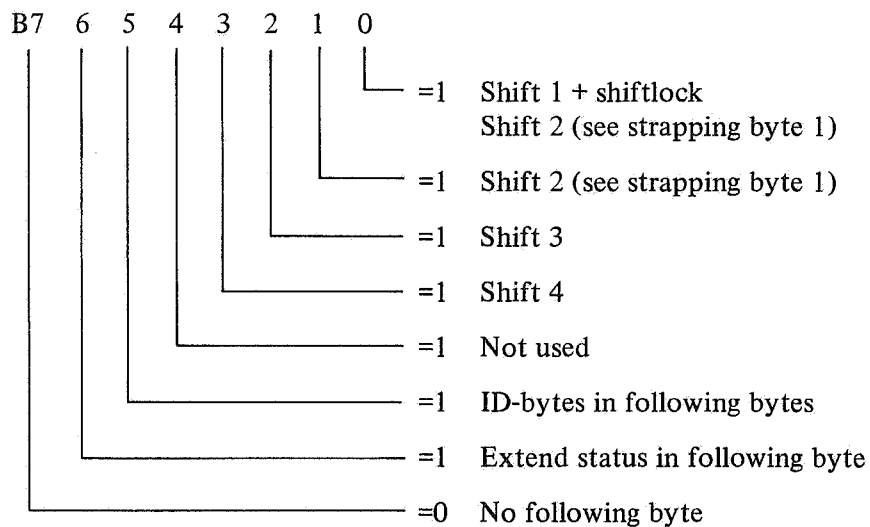 B7 6 5 4 3 2 1 0
=1 Shift 1 + shiftlock
Shift 2 (see strapping byte 1)
=1 Shift 2 (see strapping byte 1)
=1 Shift 3
=1 Shift 4
=1 Not used
=1 ID-bytes in following bytes
=1 Extend status in following byte
=0 No following byte